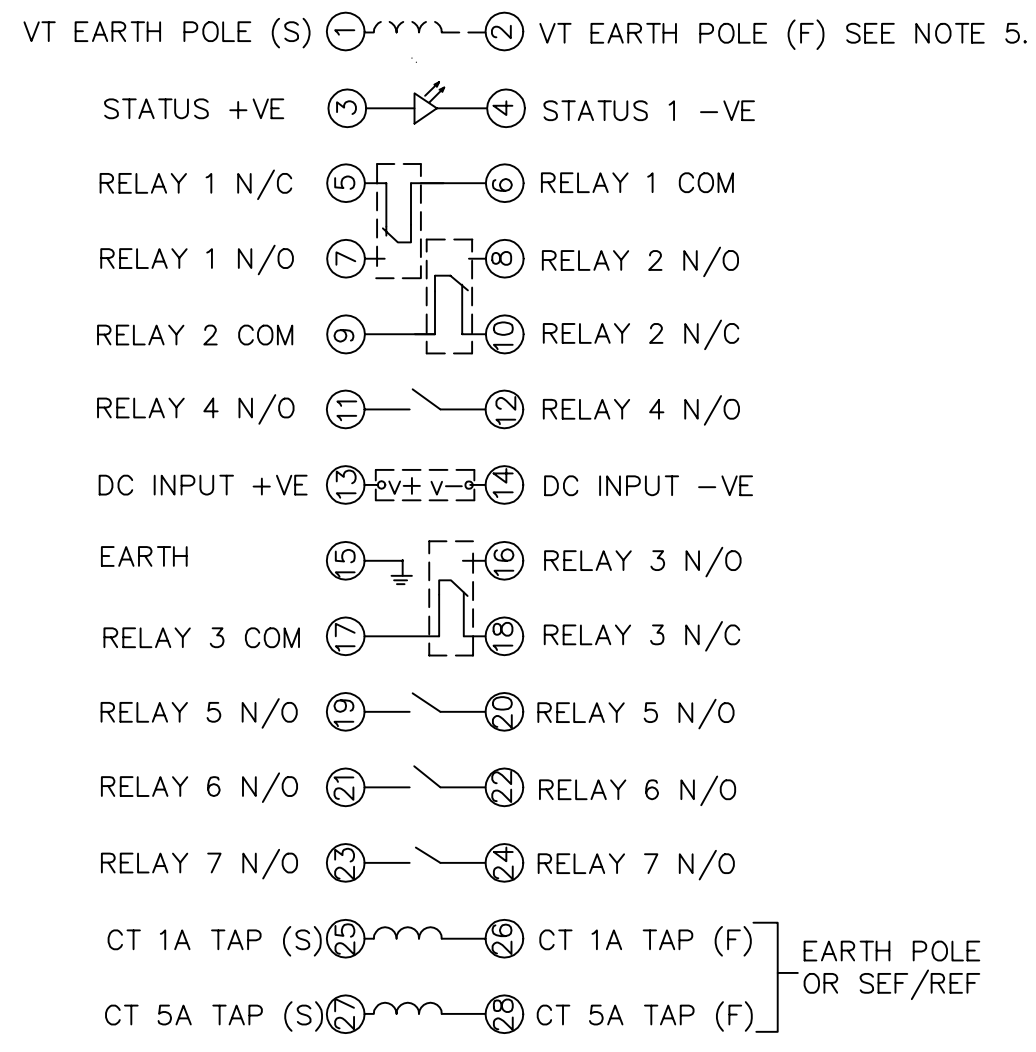 VT EARTH POLE (S) 1 2 VT EARTH POLE (F) SEE NOTE 5.
STATUS +VE 3 4 STATUS 1 −VE
RELAY 1 N/C 5 6 RELAY 1 COM
RELAY 1 N/O 7 8 RELAY 2 N/O
RELAY 2 COM 9 10 RELAY 2 N/C
RELAY 4 N/O 11 12 RELAY 4 N/O
DC INPUT +VE 13 V+ V− 14 DC INPUT −VE
EARTH 15 16 RELAY 3 N/O
RELAY 3 COM 17 18 RELAY 3 N/C
RELAY 5 N/O 19 20 RELAY 5 N/O
RELAY 6 N/O 21 22 RELAY 6 N/O
RELAY 7 N/O 23 24 RELAY 7 N/O
CT 1A TAP (S) 25 26 CT 1A TAP (F)
EARTH POLE
OR SEF/REF
CT 5A TAP (S) 27 28 CT 5A TAP (F)